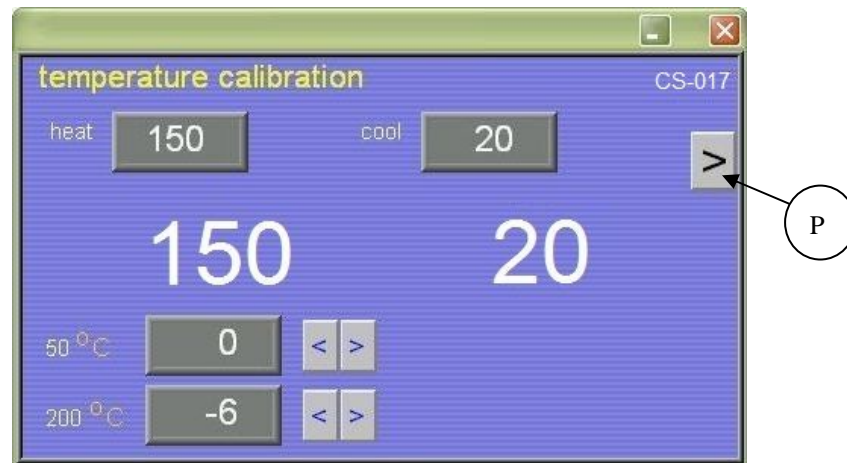 temperature calibration CS-017
heat 150 cool 20 >
P
150 20
50 °C 0 < >
200 °C -6 < >